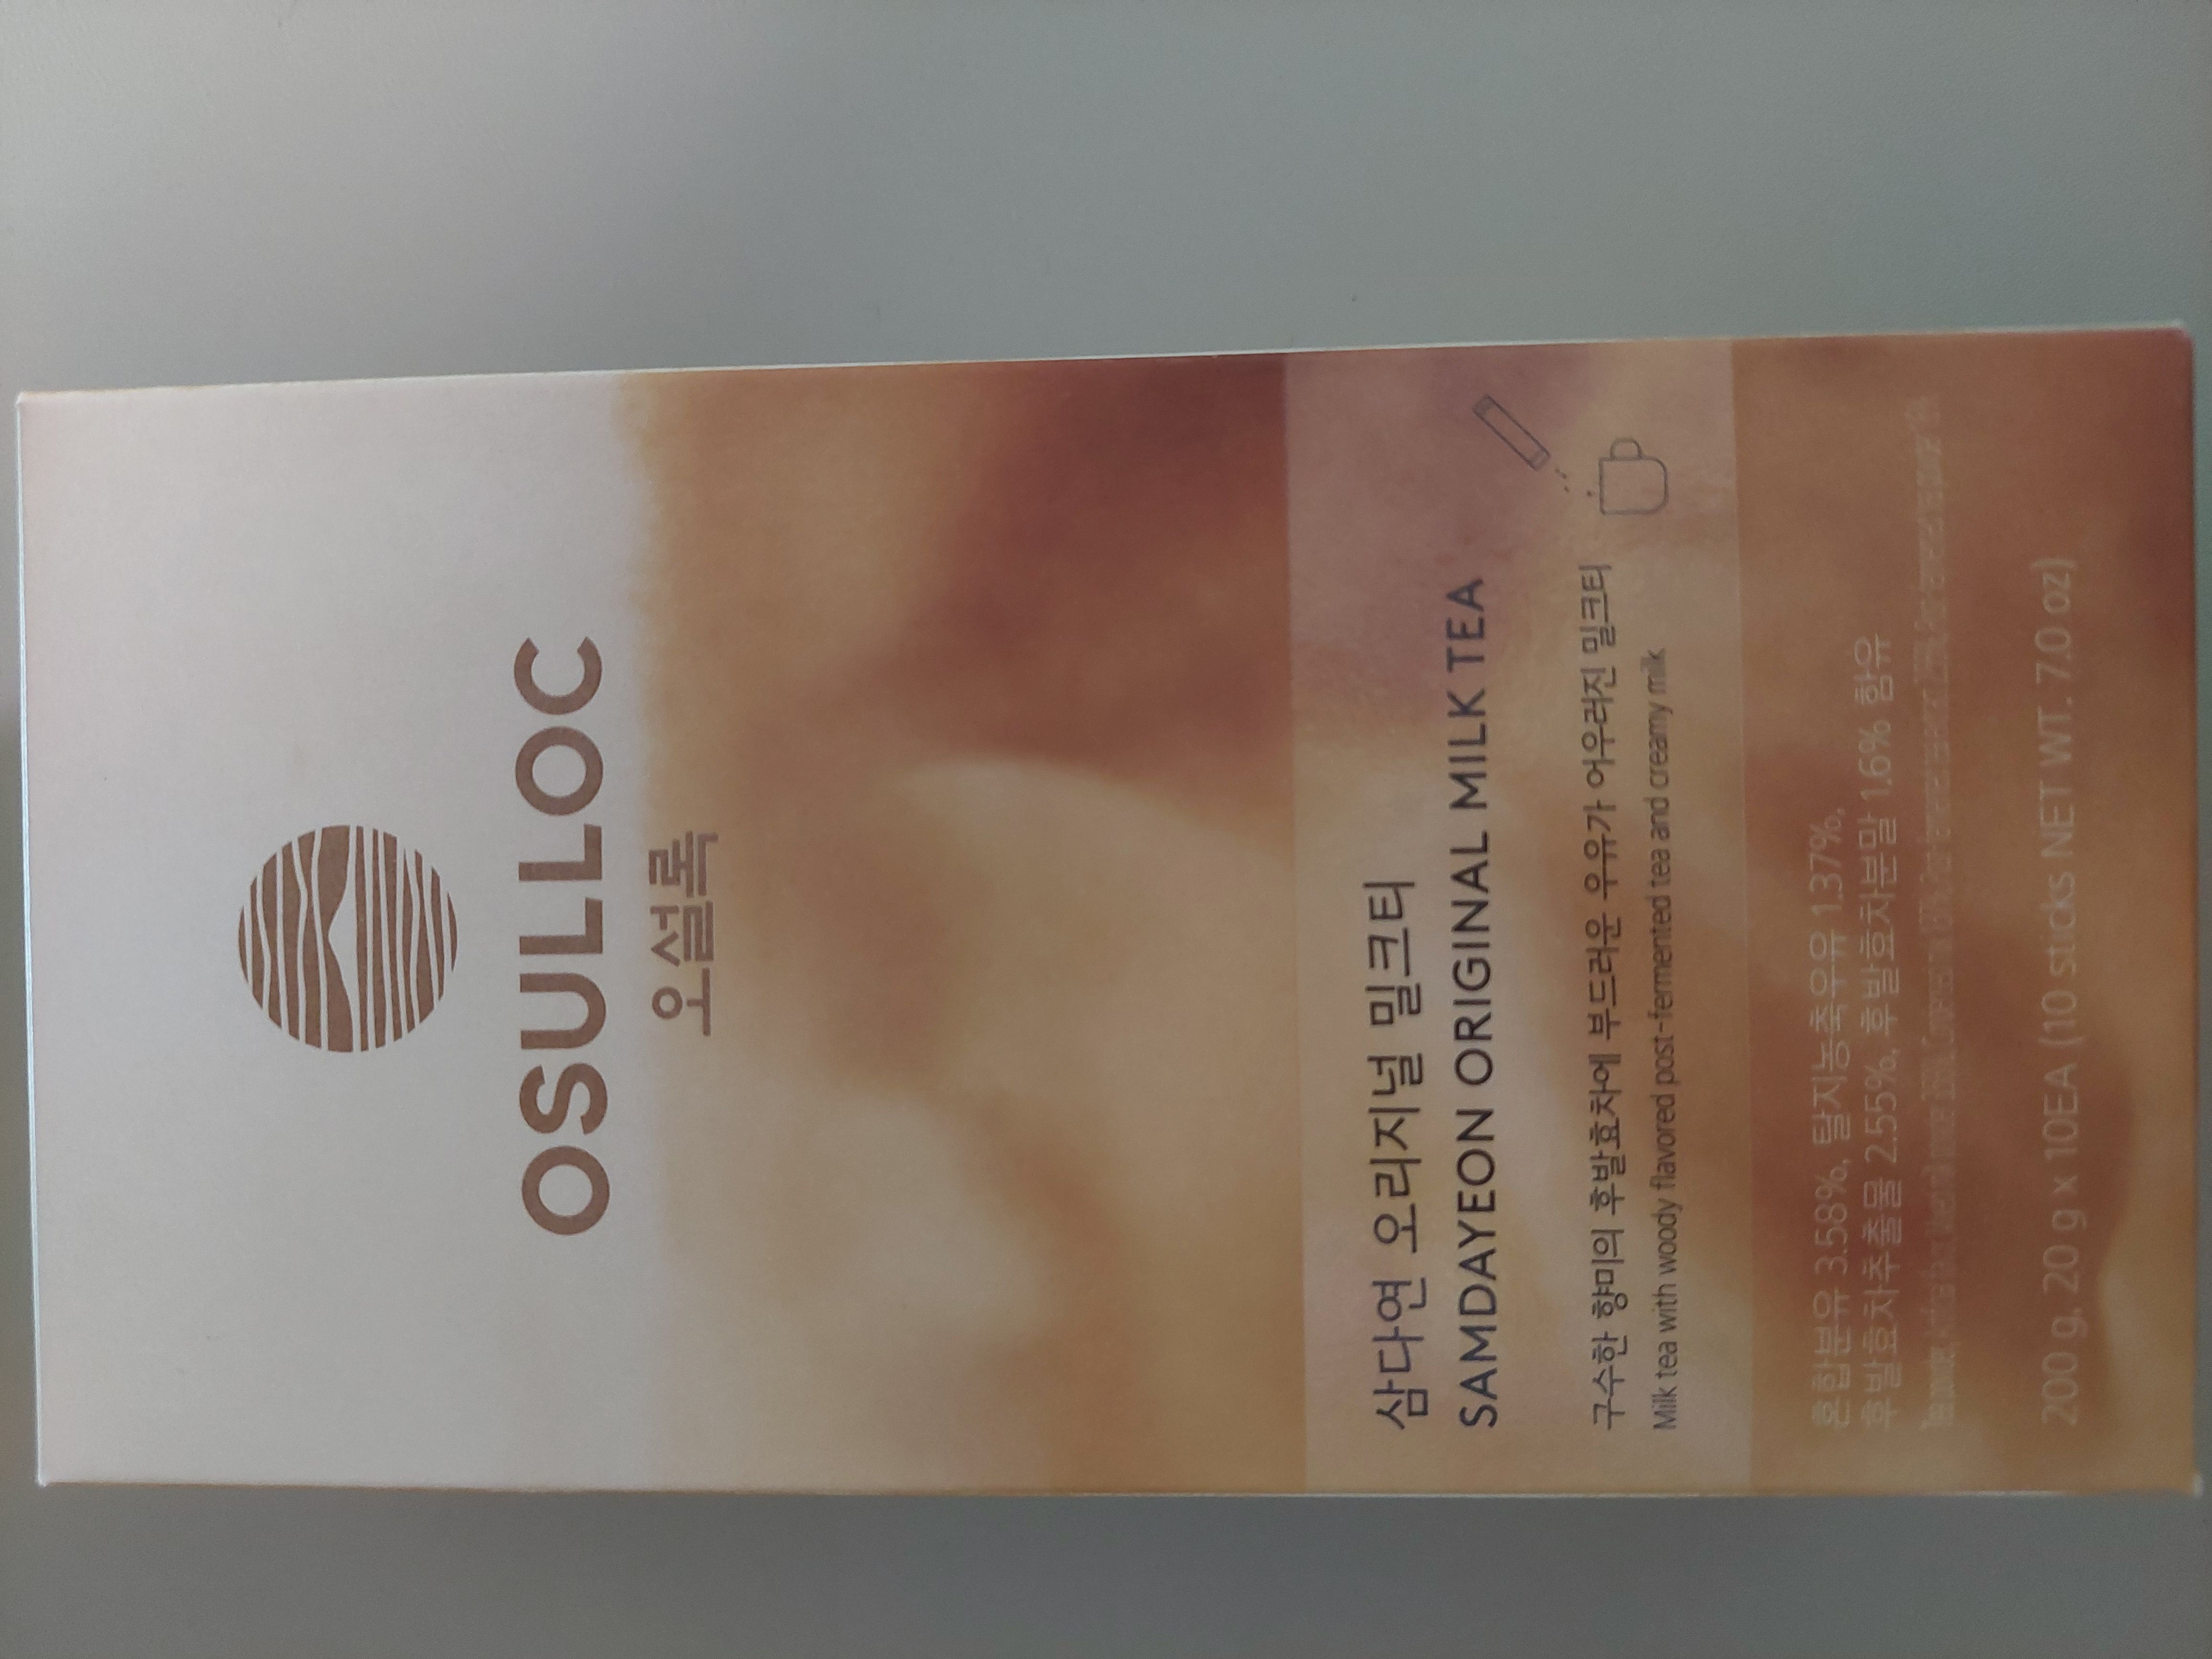 OSULLOC
오설록
삼다연 오리지널 밀크티
SAMDAYEON ORIGINAL MILK TEA
구수한 향미의 후발효차에 부드러운 우유가 어우러진 밀크티
Milk tea with woody flavored post-fermented tea and creamy milk
혼합분유 3.58%, 탈지농축우유 1.37%,
후발효차추출물 2.55%, 후발효차분말 1.6% 함유
200 g, 20 g x 10EA (10 sticks NET WT. 7.0 oz)